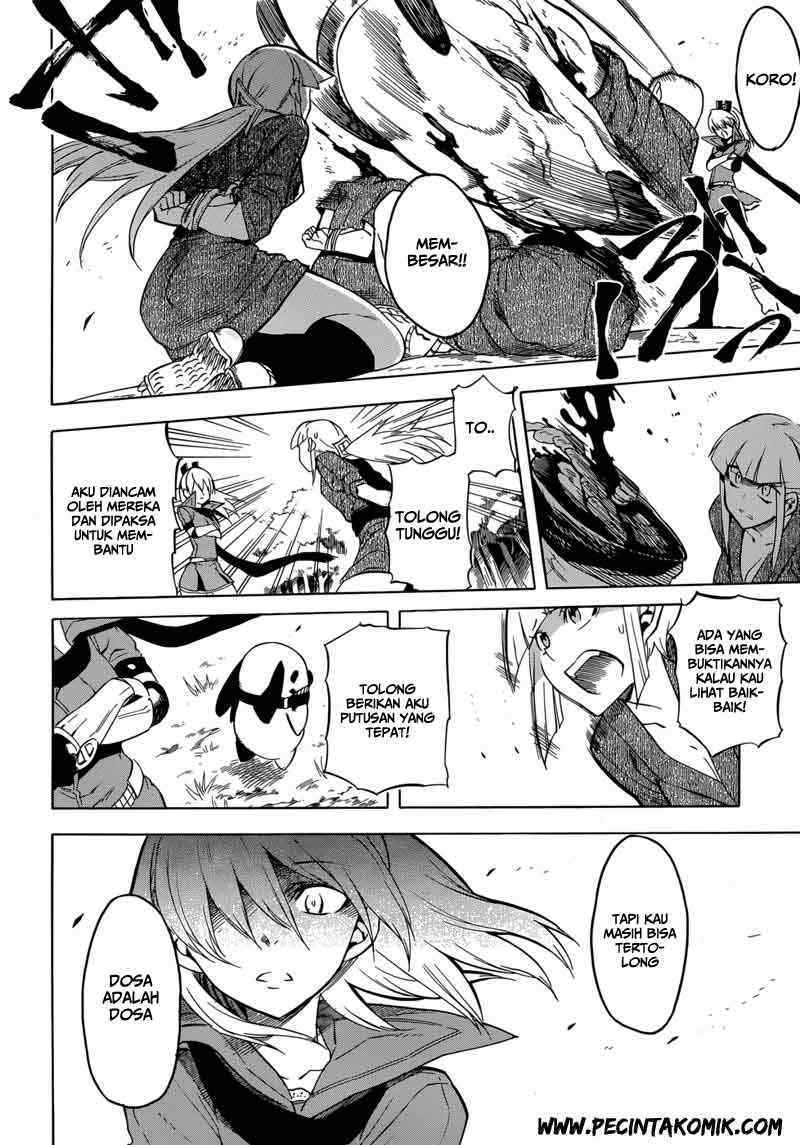 KORO!
MEM-
BESAR!!
TO..
TOLONG
TUNGGU!
AKU DIANCAM
OLEH MEREKA
DAN DIPAKSA
UNTUK MEM-
BANTU
ADA YANG
BISA MEM-
BUKTIKANNYA
KALAU KAU
LIHAT BAIK-
BAIK!
TOLONG
BERIKAN AKU
PUTUSAN YANG
TEPAT!
TAPI KAU
MASIH BISA
TERTO-
LONG
DOSA
ADALAH
DOSA
WWW.PECINTAKOMIK.COM